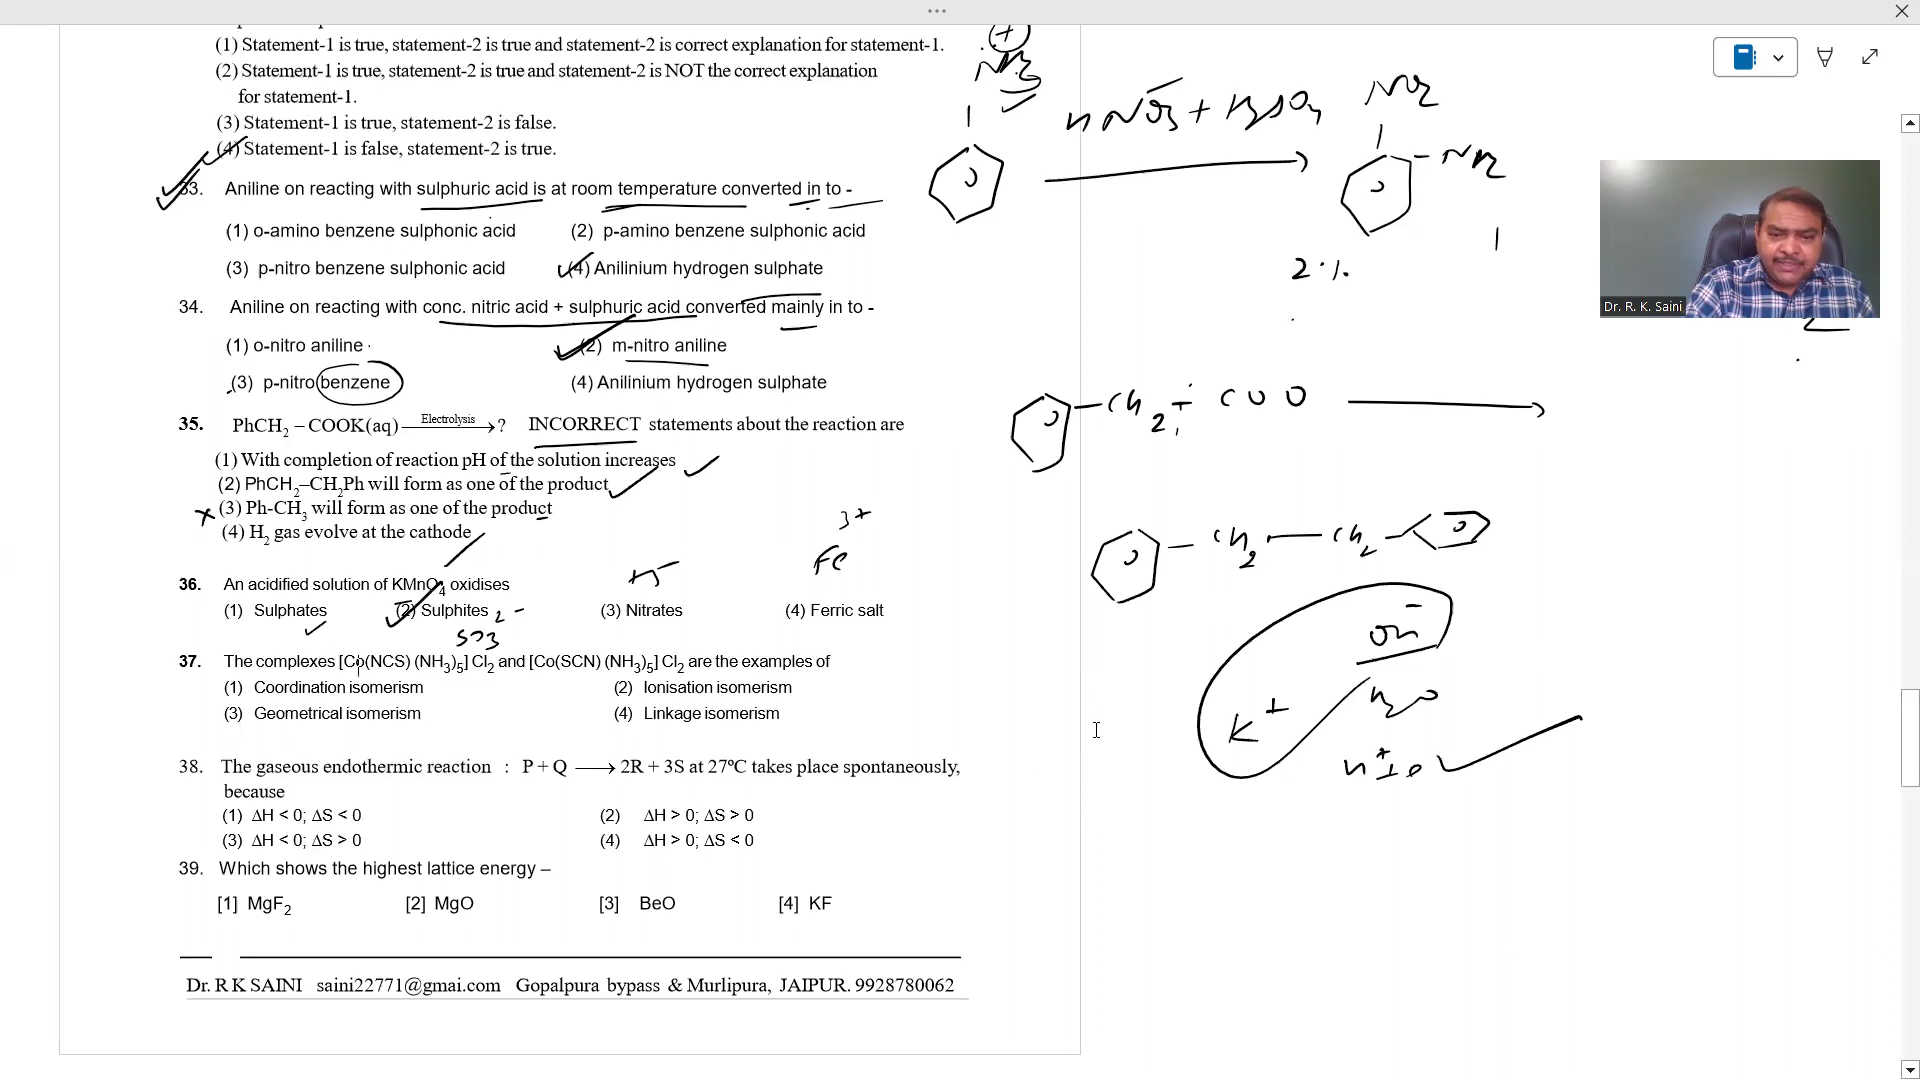 (1) Statement-1 is true, statement-2 is true and statement-2 is correct explanation for statement-1.
(2) Statement-1 is true, statement-2 is true and statement-2 is NOT the correct explanation
for statement-1.
(3) Statement-1 is true, statement-2 is false.
(4) Statement-1 is false, statement-2 is true.
33. Aniline on reacting with sulphuric acid is at room temperature converted in to -
(1) o-amino benzene sulphonic acid (2) p-amino benzene sulphonic acid
(3) p-nitro benzene sulphonic acid (4) Anilinium hydrogen sulphate
34. Aniline on reacting with conc. nitric acid + sulphuric acid converted mainly in to -
(1) o-nitro aniline (2) m-nitro aniline
(3) p-nitro benzene (4) Anilinium hydrogen sulphate
35. PhCH₂ – COOK(aq) —Electrolysis→ ? INCORRECT statements about the reaction are
(1) With completion of reaction pH of the solution increases
(2) PhCH₂–CH₂Ph will form as one of the product
(3) Ph-CH₃ will form as one of the product
(4) H₂ gas evolve at the cathode
36. An acidified solution of KMnO₄ oxidises
(1) Sulphates (2) Sulphites (3) Nitrates (4) Ferric salt
SO₃²⁻ +5 Fe³⁺
37. The complexes [Co(NCS) (NH₃)₅] Cl₂ and [Co(SCN) (NH₃)₅] Cl₂ are the examples of
(1) Coordination isomerism (2) Ionisation isomerism
(3) Geometrical isomerism (4) Linkage isomerism
38. The gaseous endothermic reaction : P + Q ⟶ 2R + 3S at 27ºC takes place spontaneously,
because
(1) ΔH < 0; ΔS < 0 (2) ΔH > 0; ΔS > 0
(3) ΔH < 0; ΔS > 0 (4) ΔH > 0; ΔS < 0
39. Which shows the highest lattice energy –
[1] MgF₂ [2] MgO [3] BeO [4] KF
Dr. R K SAINI saini22771@gmai.com Gopalpura bypass & Murlipura, JAIPUR. 9928780062
NH₃
HNO₃ + H₂SO₄
NH₂
2%
CH₂ COO
CH₂ — CH₂
OH⁻
K⁺ H₂O
Dr. R. K. Saini